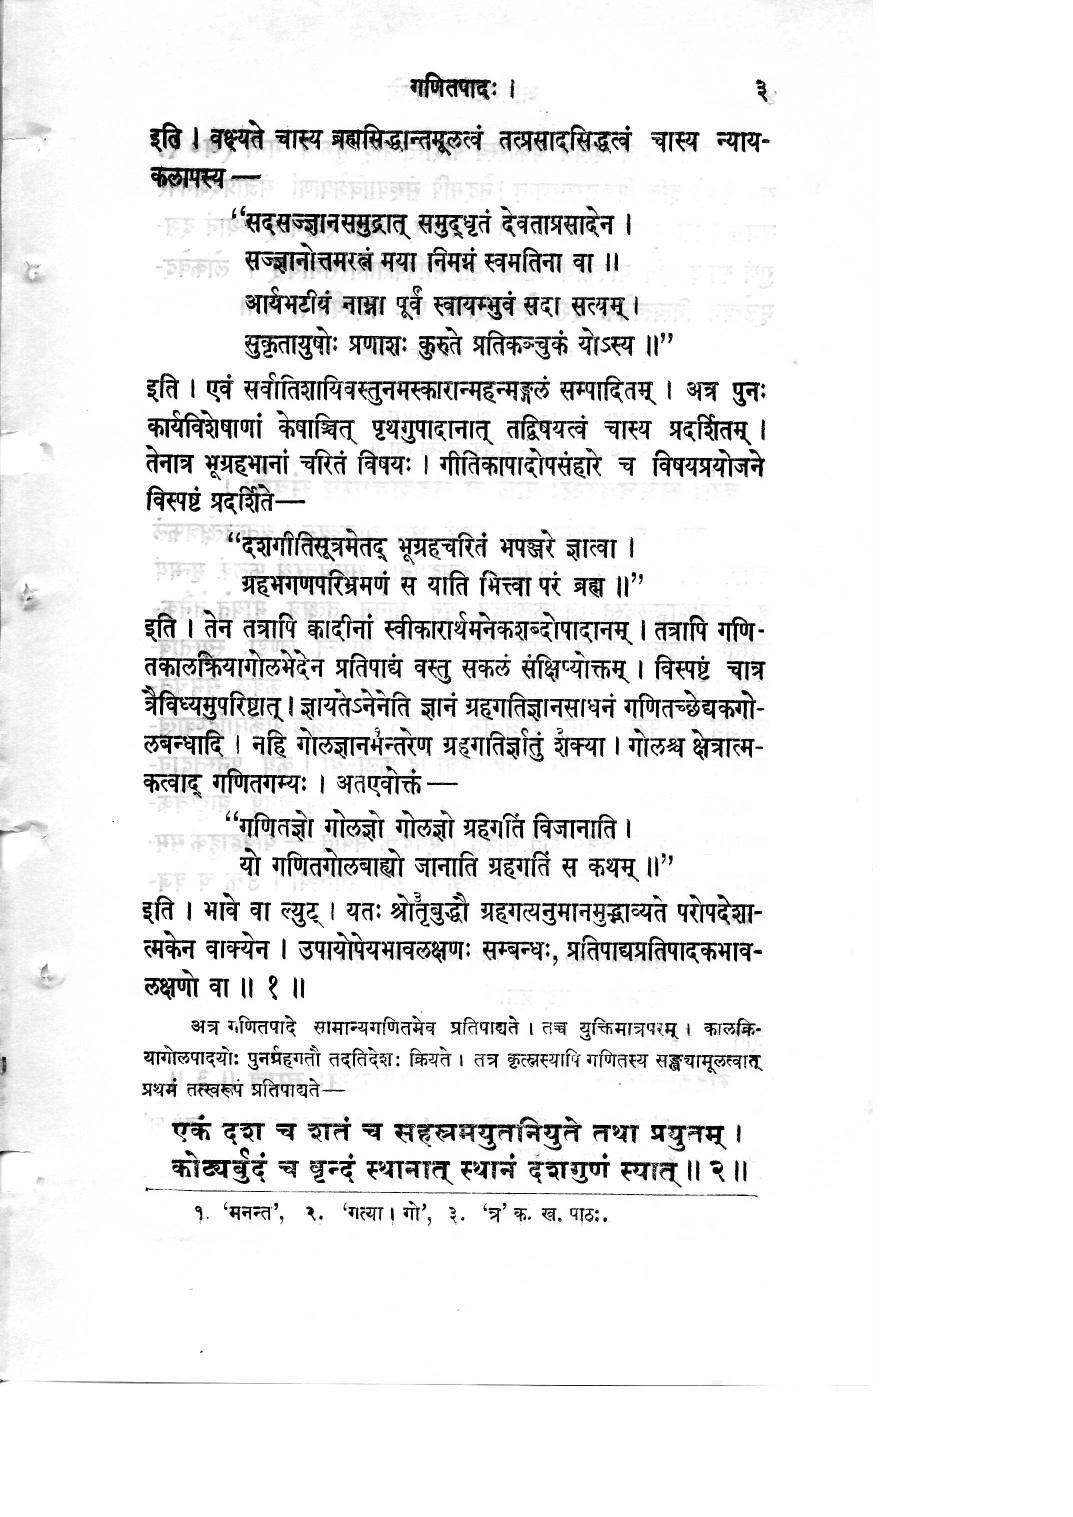 गणितपादः । ३
इति । वक्ष्यते चास्य ब्रह्मसिद्धान्तमूलत्वं तत्प्रसादसिद्धत्वं चास्य न्याय-
कलापस्य —
“सदसज्ज्ञानसमुद्रात् समुद्धृतं देवताप्रसादेन ।
सज्ज्ञानोत्तमरत्नं मया निमग्नं स्वमतिना वा ॥
आर्यभटीयं नाम्ना पूर्वं स्वायम्भुवं सदा सत्यम् ।
सुकृतायुषोः प्रणाशः कुरुते प्रतिकञ्चुकं योऽस्य ॥”
इति । एवं सर्वातिशायिवस्तुनमस्कारान्महन्मङ्गलं सम्पादितम् । अत्र पुनः
कार्यविशेषाणां केषाञ्चित् पृथगुपादानात् तद्विषयत्वं चास्य प्रदर्शितम् ।
तेनात्र भूग्रहभानां चरितं विषयः । गीतिकापादोपसंहारे च विषयप्रयोजने
विस्पष्टं प्रदर्शिते—
“दशगीतिसूत्रमेतद् भूग्रहचरितं भपञ्जरे ज्ञात्वा ।
ग्रहभगणपरिभ्रमणं स याति भित्त्वा परं ब्रह्म ॥”
इति । तेन तत्रापि कादीनां स्वीकारार्थमनेकशब्दोपादानम् । तत्रापि गणि-
तकालक्रियागोलभेदेन प्रतिपाद्यं वस्तु सकलं संक्षिप्योक्तम् । विस्पष्टं चात्र
त्रैविध्यमुपरिष्टात् । ज्ञायतेऽनेनेति ज्ञानं ग्रहगतिज्ञानसाधनं गणितच्छेद्यकगो-
लबन्धादि । नहि गोलज्ञानम१न्तरेण ग्रहगतिर्ज्ञातुं श२क्या । गोलश्च क्षेत्रात्म-
कत्वाद् गणितगम्यः । अतएवोक्तं—
“गणितज्ञो गोलज्ञो गोलज्ञो ग्रहगतिं विजानाति ।
यो गणितगोलबाह्यो जानाति ग्रहगतिं स कथम् ॥”
इति । भावे वा ल्युट् । यतः श्रोतृ३बुद्धौ ग्रहगत्यनुमानमुद्भाव्यते परोपदेशा-
त्मकेन वाक्येन । उपायोपेयभावलक्षणः सम्बन्धः, प्रतिपाद्यप्रतिपादकभाव-
लक्षणो वा ॥ १ ॥
अत्र गणितपादे सामान्यगणितमेव प्रतिपाद्यते । तच्च युक्तिमात्रपरम् । कालक्रि-
यागोलपादयोः पुनर्ग्रहगतौ तदतिदेशः क्रियते । तत्र कृत्स्नस्यापि गणितस्य सङ्ख्यामूलत्वात्
प्रथमं तत्स्वरूपं प्रतिपाद्यते—
एकं दश च शतं च सहस्रमयुतनियुते तथा प्रयुतम् ।
कोट्यर्बुदं च वृन्दं स्थानात् स्थानं दशगुणं स्यात् ॥ २ ॥
१. ‘मनन्त’, २. ‘गत्या । गो’, ३. ‘त्र’ क. ख. पाठः.